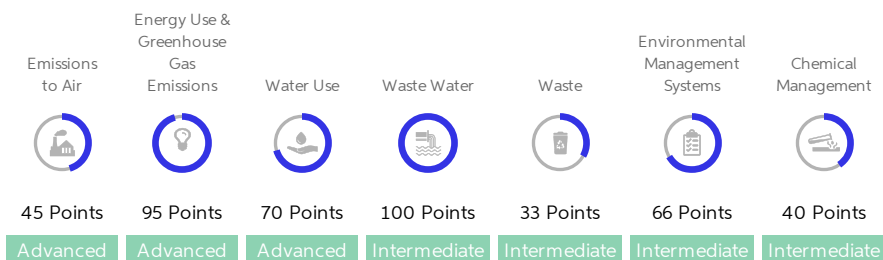 Emissions
to Air
45 Points
Advanced
Energy Use &
Greenhouse
Gas
Emissions
95 Points
Advanced
Water Use
70 Points
Advanced
Waste Water
100 Points
Intermediate
Waste
33 Points
Intermediate
Environmental
Management
Systems
66 Points
Intermediate
Chemical
Management
40 Points
Intermediate